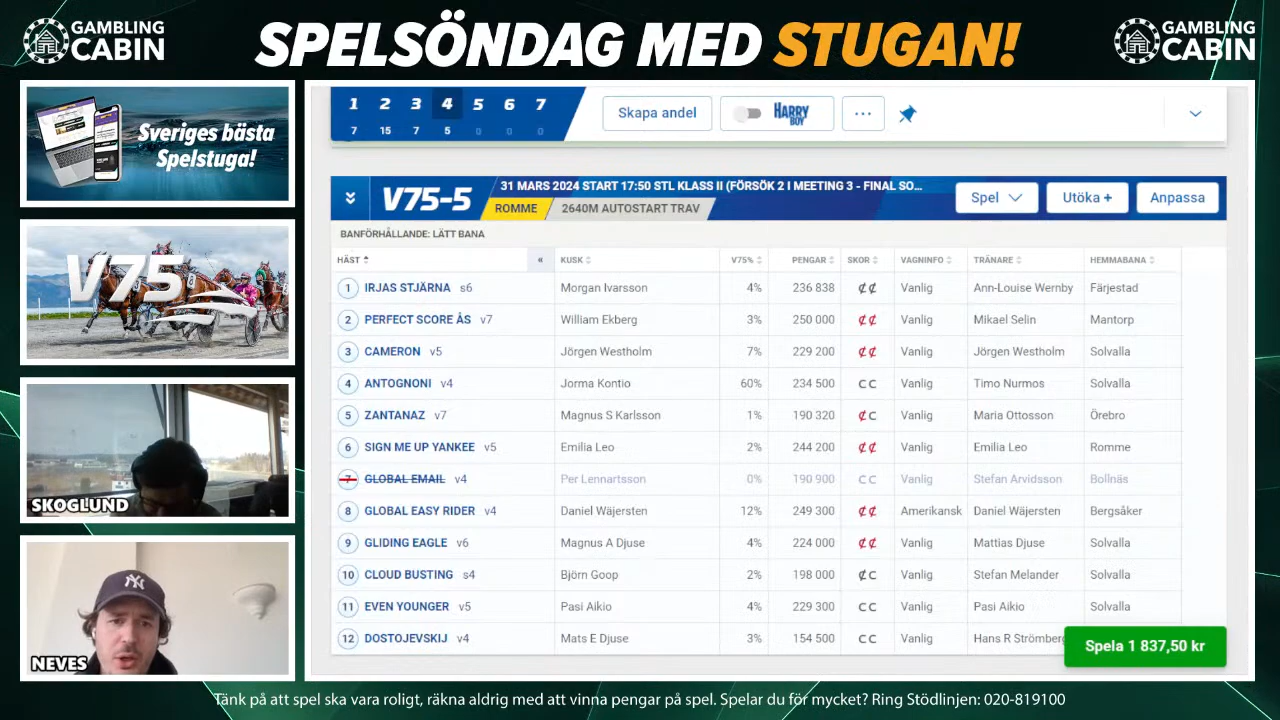 GAMBLING CABIN
SPELSÖNDAG MED STUGAN!
GAMBLING CABIN
Sveriges bästa
Spelstuga!
V75
SKOGLUND
NEVES
1 2 3 4 5 6 7
7 15 7 5 0 0 0
Skapa andel
HARRY BOY
...
V75-5
31 MARS 2024 START 17:50 STL KLASS II (FÖRSÖK 2 I MEETING 3 - FINAL SO...
ROMME 2640M AUTOSTART TRAV
Spel Utöka + Anpassa
BANFÖRHÅLLANDE: LÄTT BANA
HÄST « KUSK V75% PENGAR SKOR VAGNINFO TRÄNARE HEMMABANA
1 IRJAS STJÄRNA s6 Morgan Ivarsson 4% 236 838 C C Vanlig Ann-Louise Wernby Färjestad
2 PERFECT SCORE ÅS v7 William Ekberg 3% 250 000 C C Vanlig Mikael Selin Mantorp
3 CAMERON v5 Jörgen Westholm 7% 229 200 C C Vanlig Jörgen Westholm Solvalla
4 ANTOGNONI v4 Jorma Kontio 60% 234 500 C C Vanlig Timo Nurmos Solvalla
5 ZANTANAZ v7 Magnus S Karlsson 1% 190 320 C C Vanlig Maria Ottosson Örebro
6 SIGN ME UP YANKEE v5 Emilia Leo 2% 244 200 C C Vanlig Emilia Leo Romme
7 GLOBAL EMAIL v4 Per Lennartsson 0% 190 900 C C Vanlig Stefan Arvidsson Bollnäs
8 GLOBAL EASY RIDER v4 Daniel Wäjersten 12% 249 300 C C Amerikansk Daniel Wäjersten Bergsåker
9 GLIDING EAGLE v6 Magnus A Djuse 4% 224 000 C C Vanlig Mattias Djuse Solvalla
10 CLOUD BUSTING s4 Björn Goop 2% 198 000 C C Vanlig Stefan Melander Solvalla
11 EVEN YOUNGER v5 Pasi Aikio 4% 229 300 C C Vanlig Pasi Aikio Solvalla
12 DOSTOJEVSKIJ v4 Mats E Djuse 3% 154 500 C C Vanlig Hans R Strömberg
Spela 1 837,50 kr
Tänk på att spel ska vara roligt, räkna aldrig med att vinna pengar på spel. Spelar du för mycket? Ring Stödlinjen: 020-819100